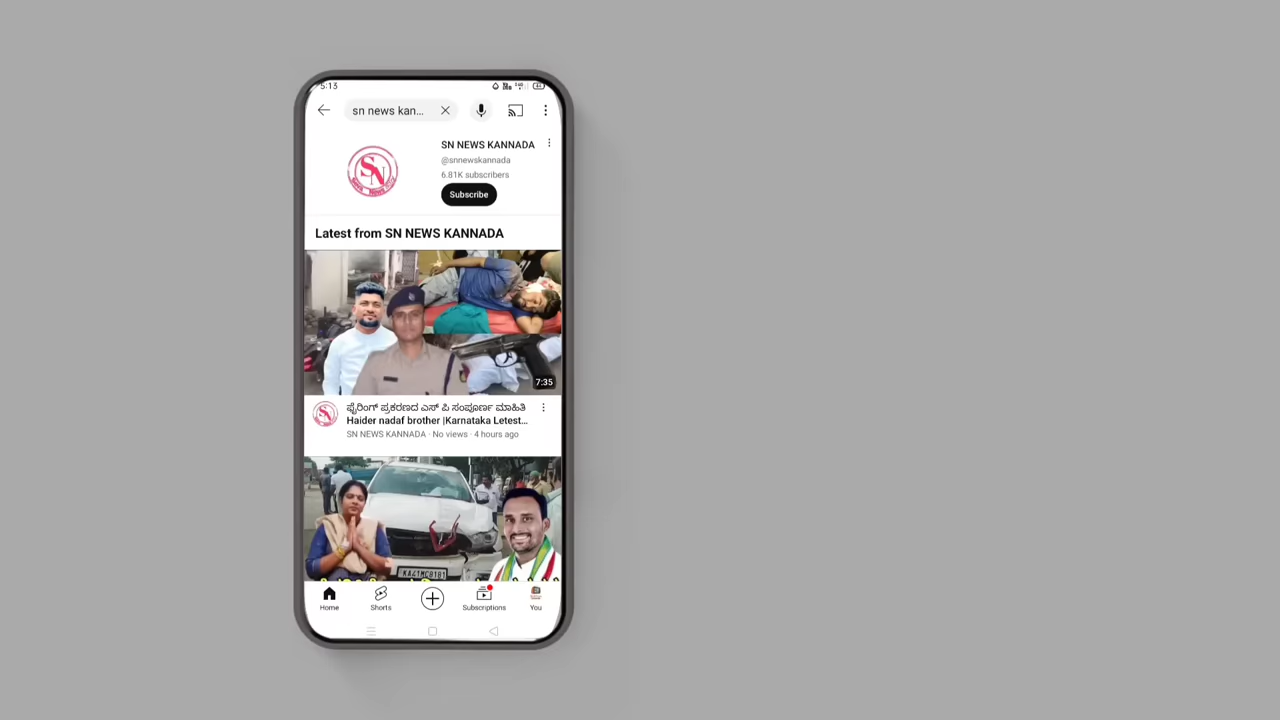 5:13
sn news kan...
SN NEWS KANNADA
@snnewskannada
6.81K subscribers
Subscribe
SN
Latest from SN NEWS KANNADA
7:35
ಫೈರಿಂಗ್ ಪ್ರಕರಣದ ಎಸ್ ಪಿ ಸಂಪೂರ್ಣ ಮಾಹಿತಿ
Haider nadaf brother |Karnataka Letest...
SN NEWS KANNADA · No views · 4 hours ago
SN
Home
Shorts
Subscriptions
You